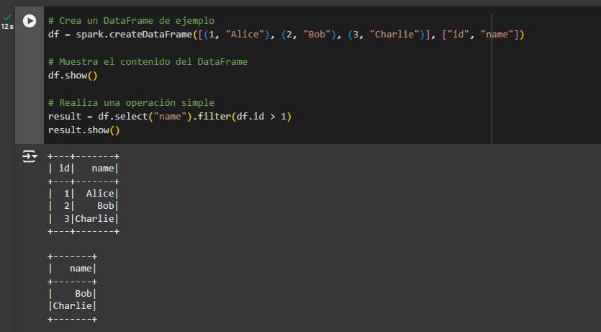 12s
# Crea un DataFrame de ejemplo
df = spark.createDataFrame([(1, "Alice"), (2, "Bob"), (3, "Charlie")], ["id", "name"])
# Muestra el contenido del DataFrame
df.show()
# Realiza una operación simple
result = df.select("name").filter(df.id > 1)
result.show()
+---+-------+
| id|   name|
+---+-------+
|  1|  Alice|
|  2|    Bob|
|  3|Charlie|
+---+-------+
+-------+
|   name|
+-------+
|    Bob|
|Charlie|
+-------+